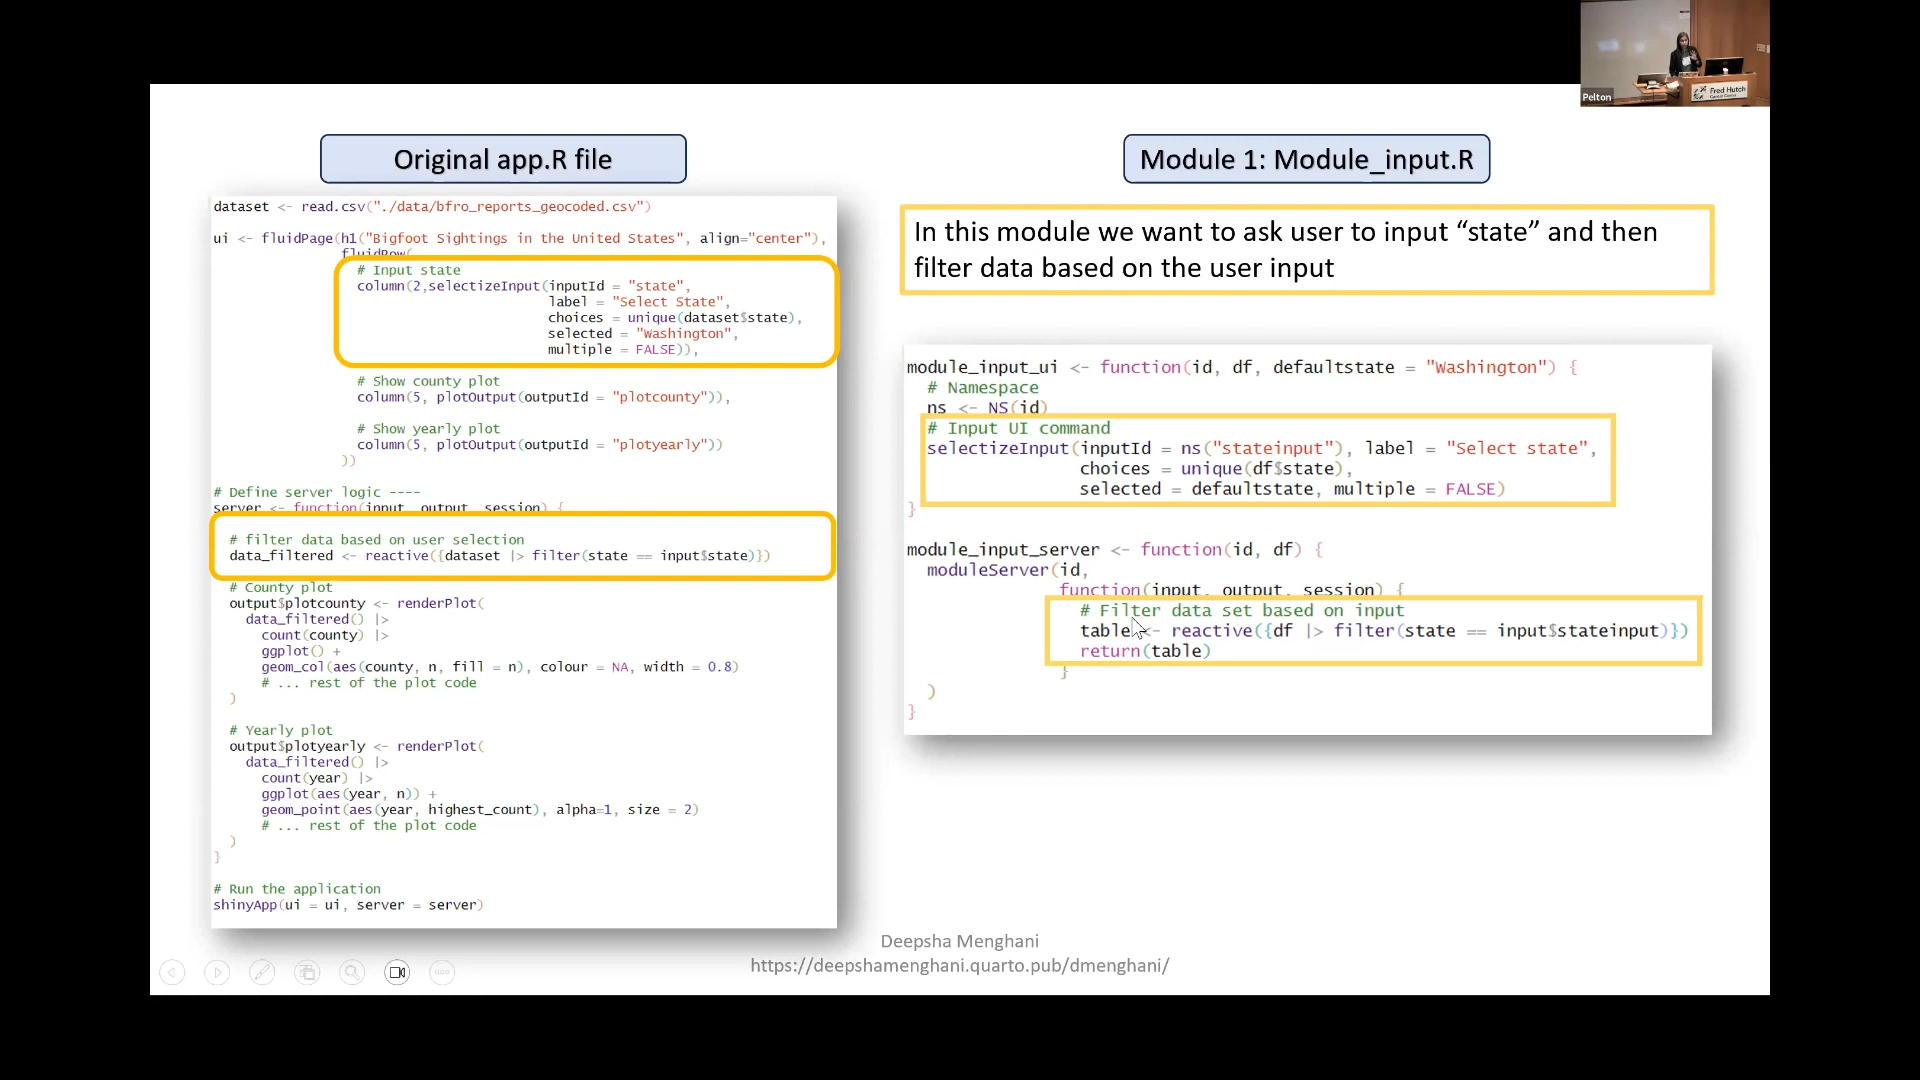 Pelton
Fred Hutch
Cancer Center
Original app.R file
dataset <- read.csv("./data/bfro_reports_geocoded.csv")
ui <- fluidPage(h1("Bigfoot Sightings in the United States", align="center"),
fluidRow(
# Input state
column(2,selectizeInput(inputId = "state",
label = "Select State",
choices = unique(dataset$state),
selected = "Washington",
multiple = FALSE)),
# Show county plot
column(5, plotOutput(outputId = "plotcounty")),
# Show yearly plot
column(5, plotOutput(outputId = "plotyearly"))
))
# Define server logic ----
server <- function(input, output, session) {
# filter data based on user selection
data_filtered <- reactive({dataset |> filter(state == input$state)})
# County plot
output$plotcounty <- renderPlot(
data_filtered() |>
count(county) |>
ggplot() +
geom_col(aes(county, n, fill = n), colour = NA, width = 0.8)
# ... rest of the plot code
)
# Yearly plot
output$plotyearly <- renderPlot(
data_filtered() |>
count(year) |>
ggplot(aes(year, n)) +
geom_point(aes(year, highest_count), alpha=1, size = 2)
# ... rest of the plot code
)
}
# Run the application
shinyApp(ui = ui, server = server)
Module 1: Module_input.R
In this module we want to ask user to input “state” and then
filter data based on the user input
module_input_ui <- function(id, df, defaultstate = "Washington") {
# Namespace
ns <- NS(id)
# Input UI command
selectizeInput(inputId = ns("stateinput"), label = "Select state",
choices = unique(df$state),
selected = defaultstate, multiple = FALSE)
}
module_input_server <- function(id, df) {
moduleServer(id,
function(input, output, session) {
# Filter data set based on input
table <- reactive({df |> filter(state == input$stateinput)})
return(table)
}
)
}
Deepsha Menghani
https://deepshamenghani.quarto.pub/dmenghani/